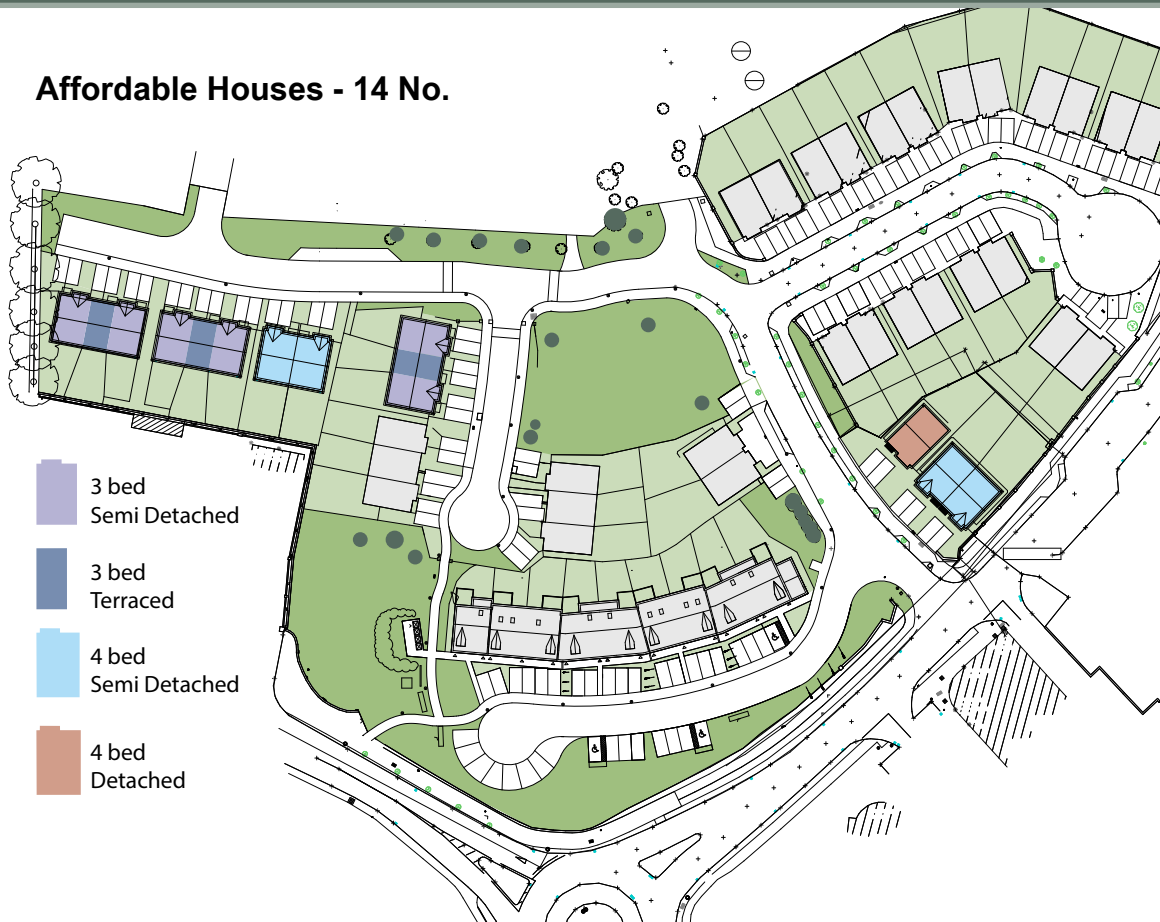 Affordable Houses - 14 No.
3 bed
Semi Detached
3 bed
Terraced
4 bed
Semi Detached
4 bed
Detached